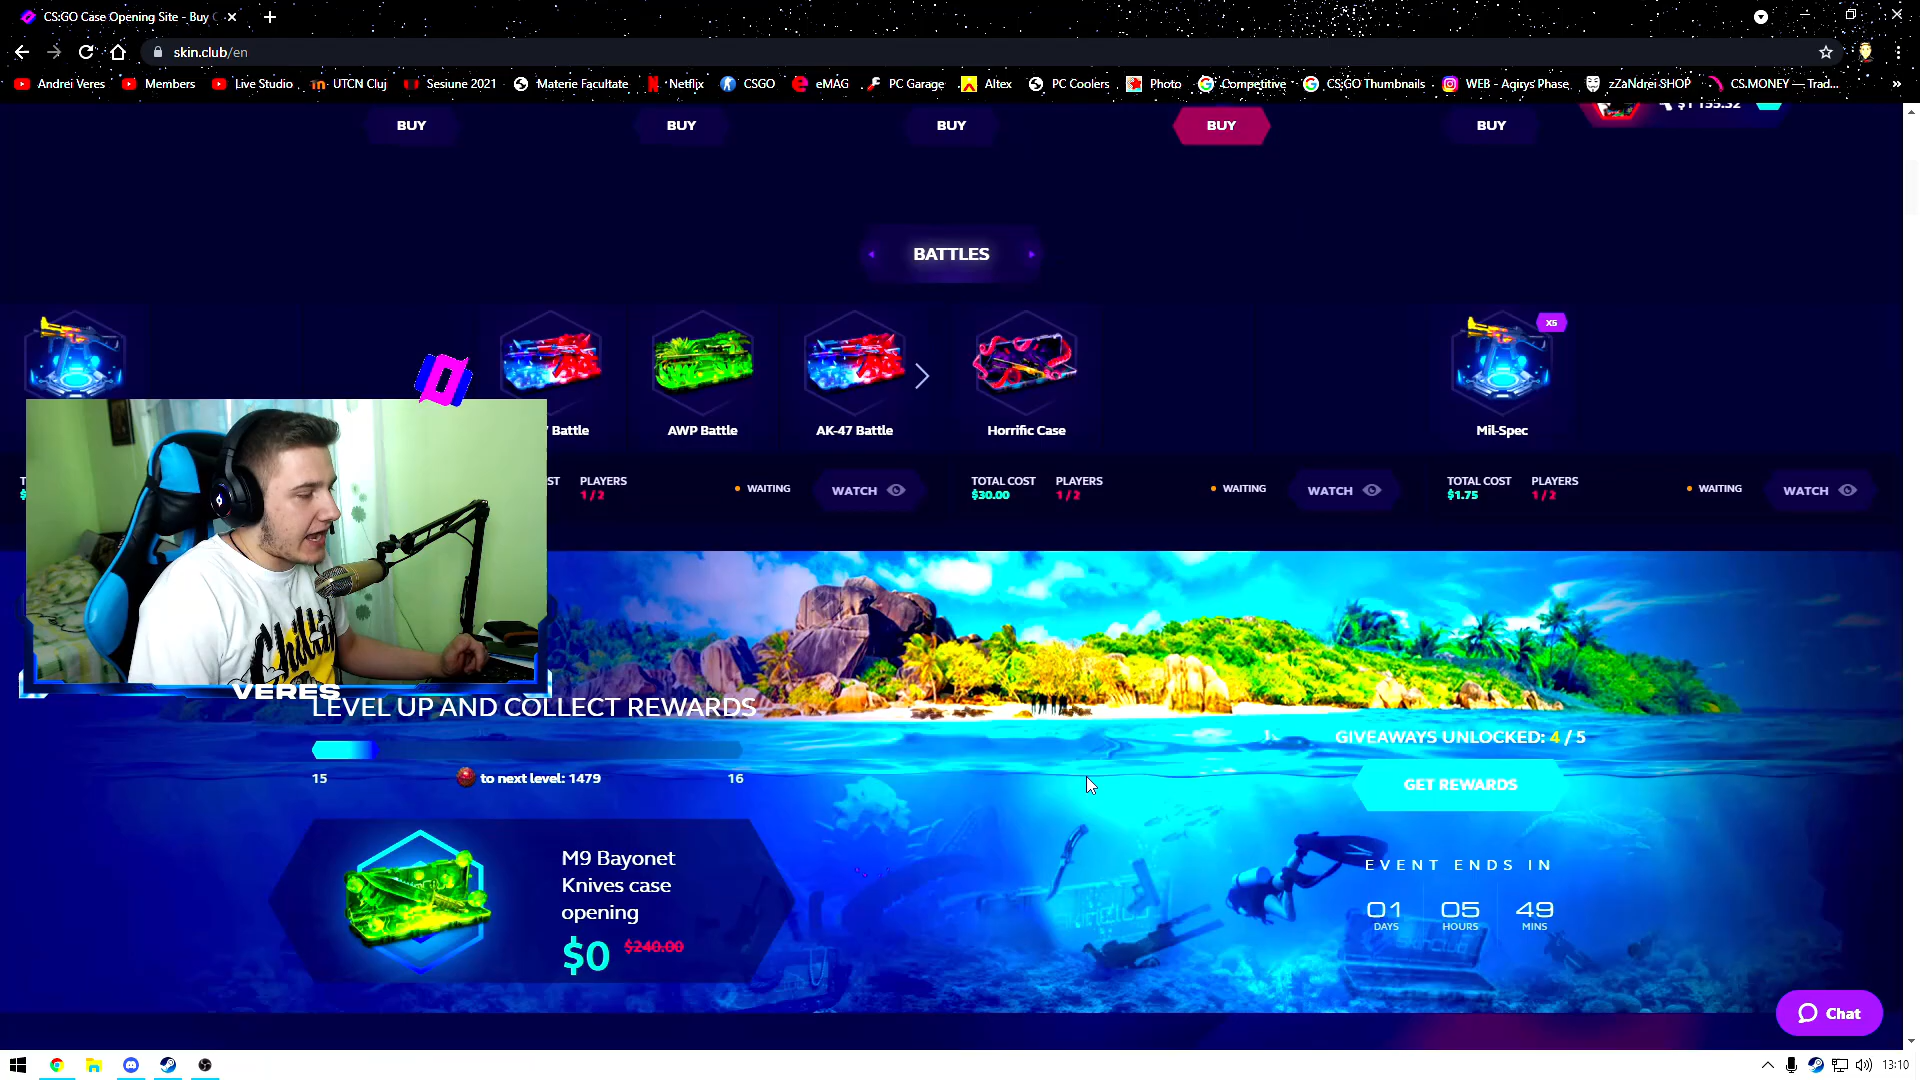 CS:GO Case Opening Site - Buy C
skin.club/en
Andrei Veres
Members
Live Studio
UTCN Cluj
Sesiune 2021
Materie Facultate
Netflix
CSGO
eMAG
PC Garage
Altex
PC Coolers
Photo
Competitive
CS:GO Thumbnails
WEB - Aqirys Phase
zZaNdrei SHOP
CS.MONEY — Trad...
BUY
BUY
BUY
BUY
BUY
BATTLES
X5
Battle
AWP Battle
AK-47 Battle
Horrific Case
Mil-Spec
ST
PLAYERS
1 / 2
WAITING
WATCH
TOTAL COST
$30.00
PLAYERS
1 / 2
WAITING
WATCH
TOTAL COST
$1.75
PLAYERS
1 / 2
WAITING
WATCH
Chillin
VERES
LEVEL UP AND COLLECT REWARDS
15
to next level: 1479
16
GIVEAWAYS UNLOCKED: 4 / 5
GET REWARDS
M9 Bayonet
Knives case
opening
$0 $240.00
EVENT ENDS IN
01 05 49
DAYS HOURS MINS
Chat
13:10